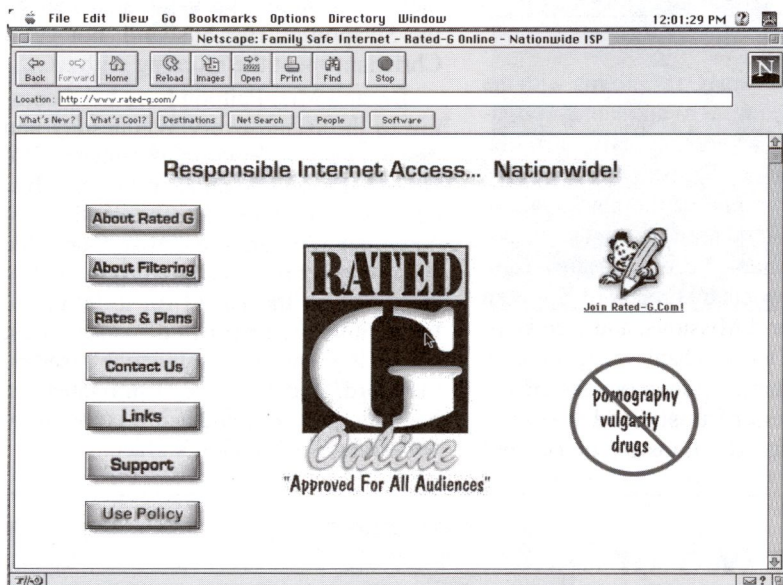 File Edit View Go Bookmarks Options Directory Window 12:01:29 PM
Netscape: Family Safe Internet - Rated-G Online - Nationwide ISP
Back Forward Home Reload Images Open Print Find Stop
N
Location: http://www.rated-g.com/
What's New? What's Cool? Destinations Net Search People Software
Responsible Internet Access... Nationwide!
About Rated G
About Filtering
Rates & Plans
Contact Us
Links
Support
Use Policy
RATED
G
Online
"Approved For All Audiences"
Join Rated-G.Com!
pornography
vulgarity
drugs